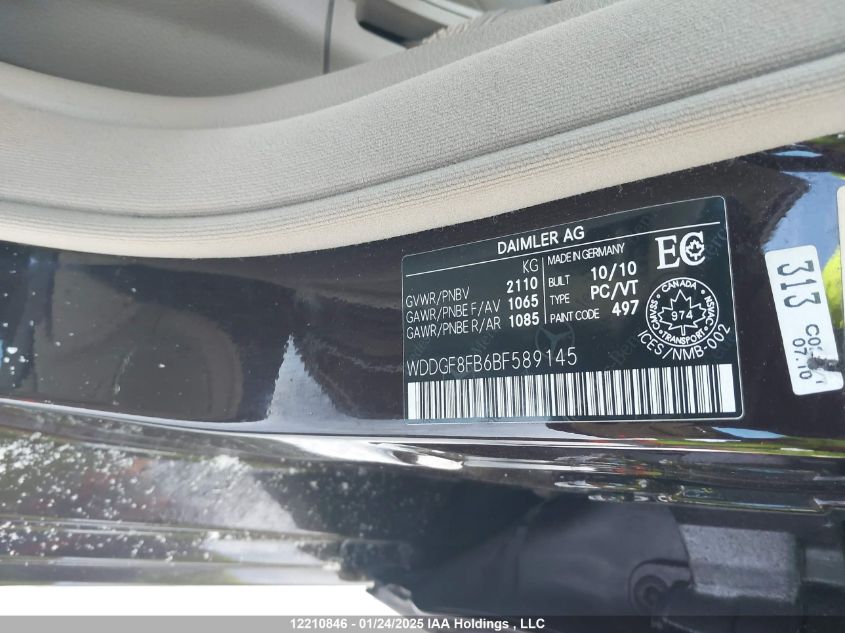 DAIMLER AG
KG
GVWR/PNBV 2110
GAWR/PNBE F/AV 1065
GAWR/PNBE R/AR 1085
MADE IN GERMANY
BUILT 10/10
TYPE PC/VT
PAINT CODE 497
EC
CANADA
CMVSS NSVAC
974
TRANSPORT
ICES/NMB-002
WDDGF8FB6BF589145
313
07.10
12210846 - 01/24/2025 IAA Holdings , LLC